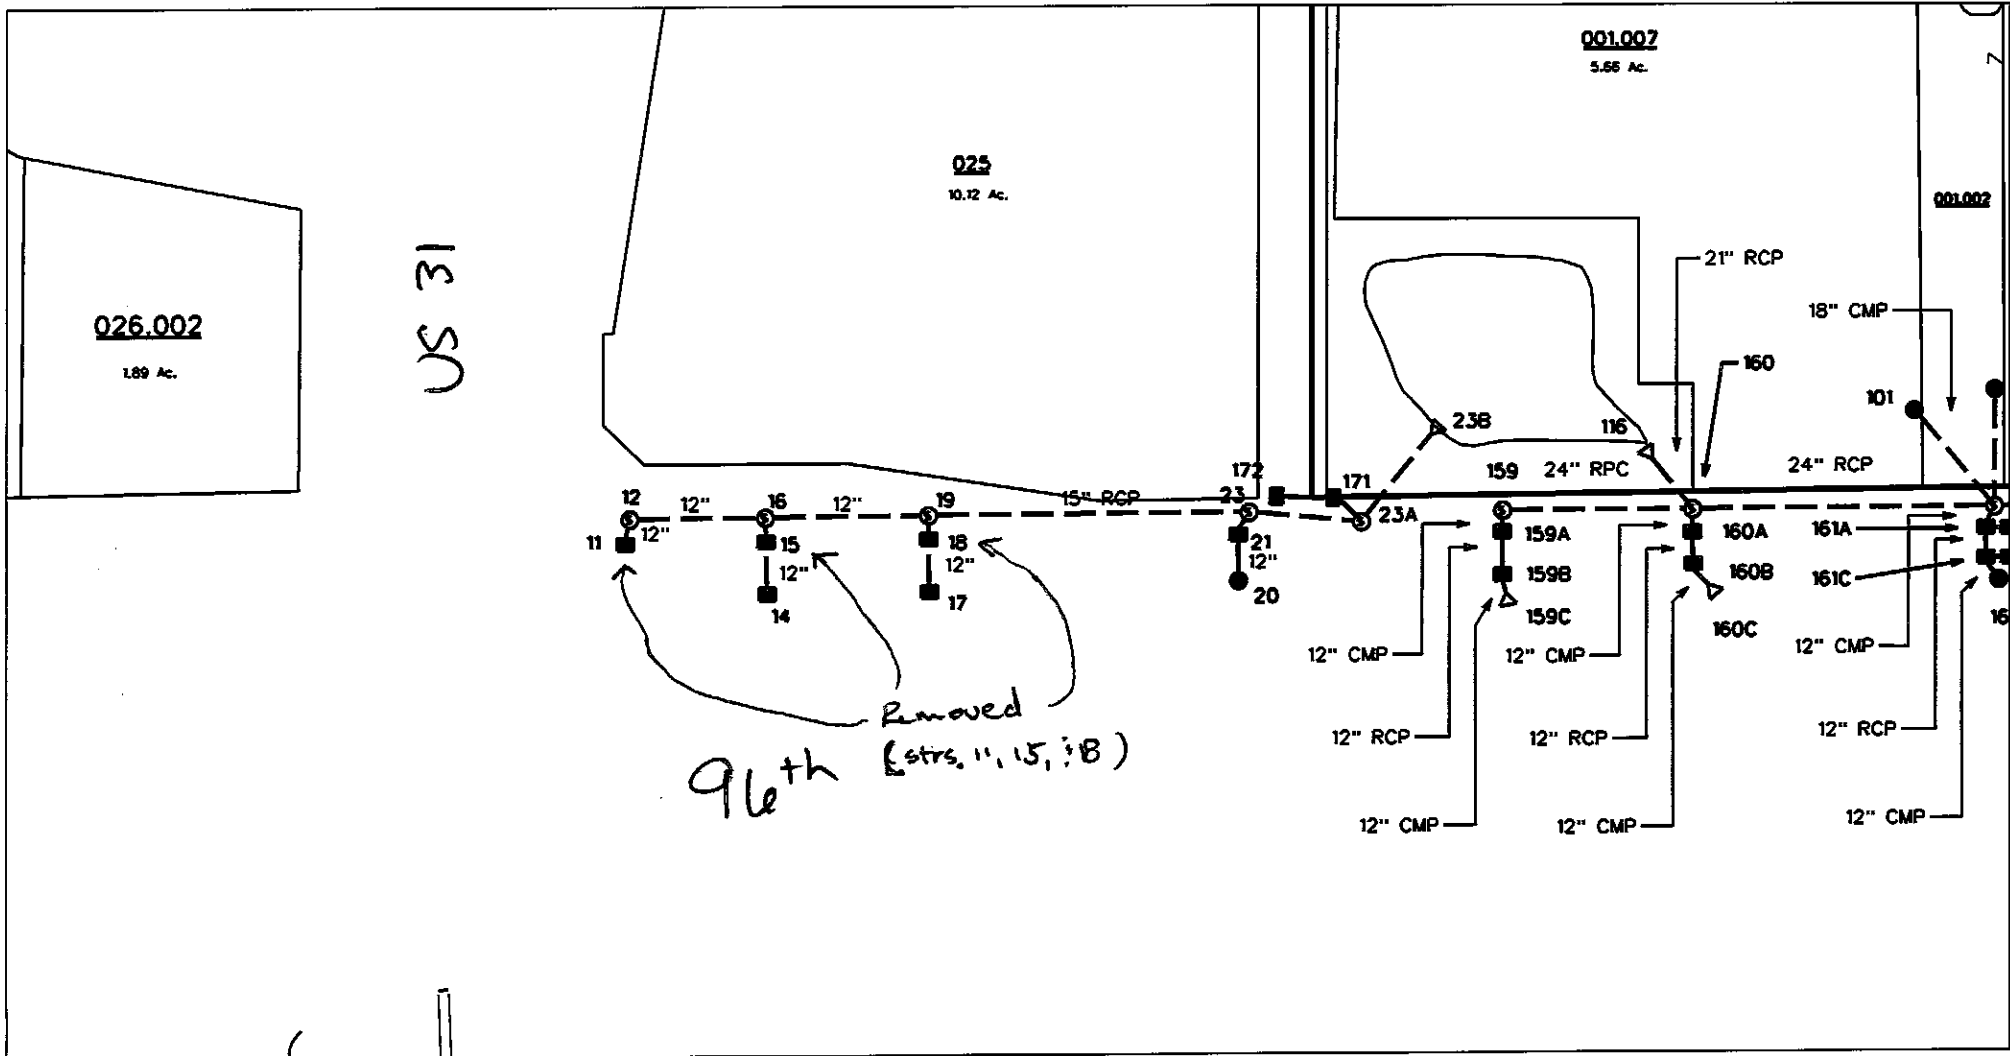 001.007
5.66 Ac.
025
10.12 Ac.
001.002
026.002
1.89 Ac.
US 31
21" RCP
18" CMP
160
101
23B
116
172
171
159
24" RPC
24" RCP
12
12"
16
12"
19
15" RCP
23
23A
11
12"
15
18
21
159A
160A
161A
12"
12"
12"
159B
160B
161C
14
17
20
159C
160C
16
12" CMP
12" CMP
12" CMP
Removed
(strs. 11, 15, & 18)
96th
12" RCP
12" RCP
12" RCP
12" CMP
12" CMP
12" CMP